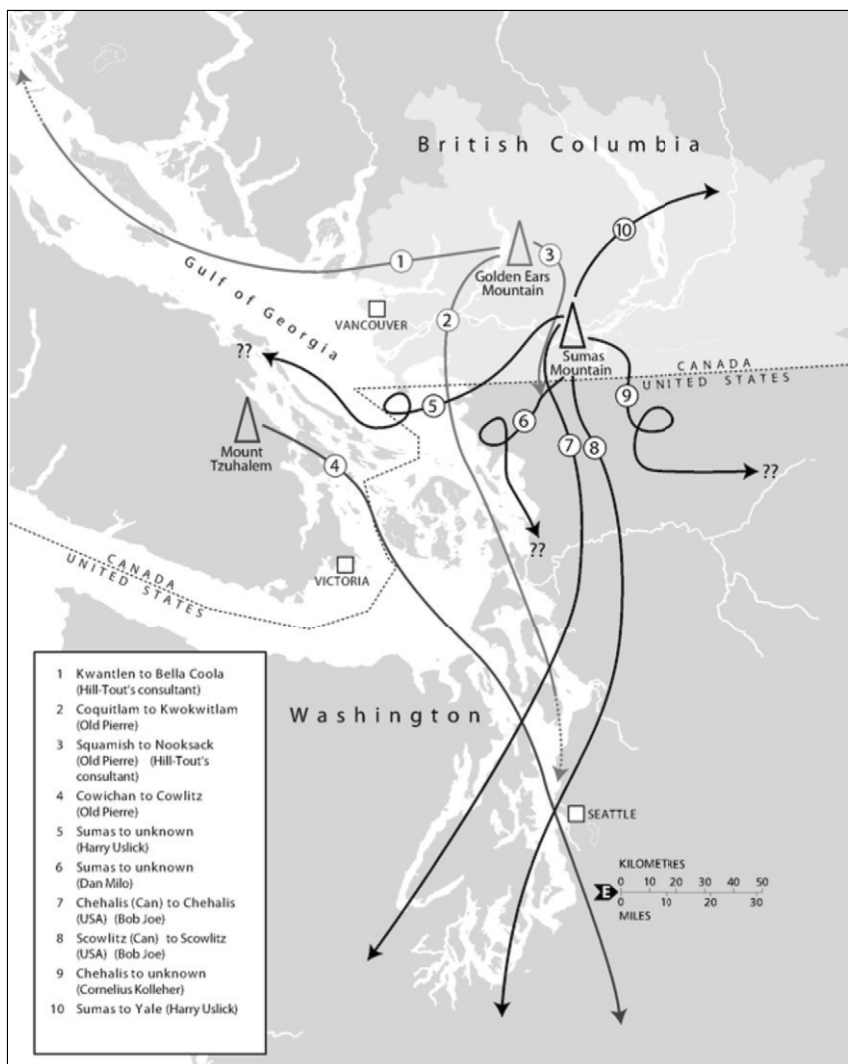 British Columbia
10
1
3
Golden Ears
Mountain
2
Gulf of Georgia
VANCOUVER
??
Sumas
Mountain
CANADA
UNITED STATES
5
9
6
7
8
Mount
Tzuhalem
4
??
??
CANADA
UNITED STATES
VICTORIA
Washington
SEATTLE
KILOMETRES
0 10 20 30 40 50
E
0 10 20 30
MILES
1 Kwantlen to Bella Coola
(Hill-Tout's consultant)
2 Coquitlam to Kwokwitlam
(Old Pierre)
3 Squamish to Nooksack
(Old Pierre) (Hill-Tout's
consultant)
4 Cowichan to Cowlitz
(Old Pierre)
5 Sumas to unknown
(Harry Uslick)
6 Sumas to unknown
(Dan Milo)
7 Chehalis (Can) to Chehalis
(USA) (Bob Joe)
8 Scowlitz (Can) to Scowlitz
(USA) (Bob Joe)
9 Chehalis to unknown
(Cornelius Kolleher)
10 Sumas to Yale (Harry Uslick)